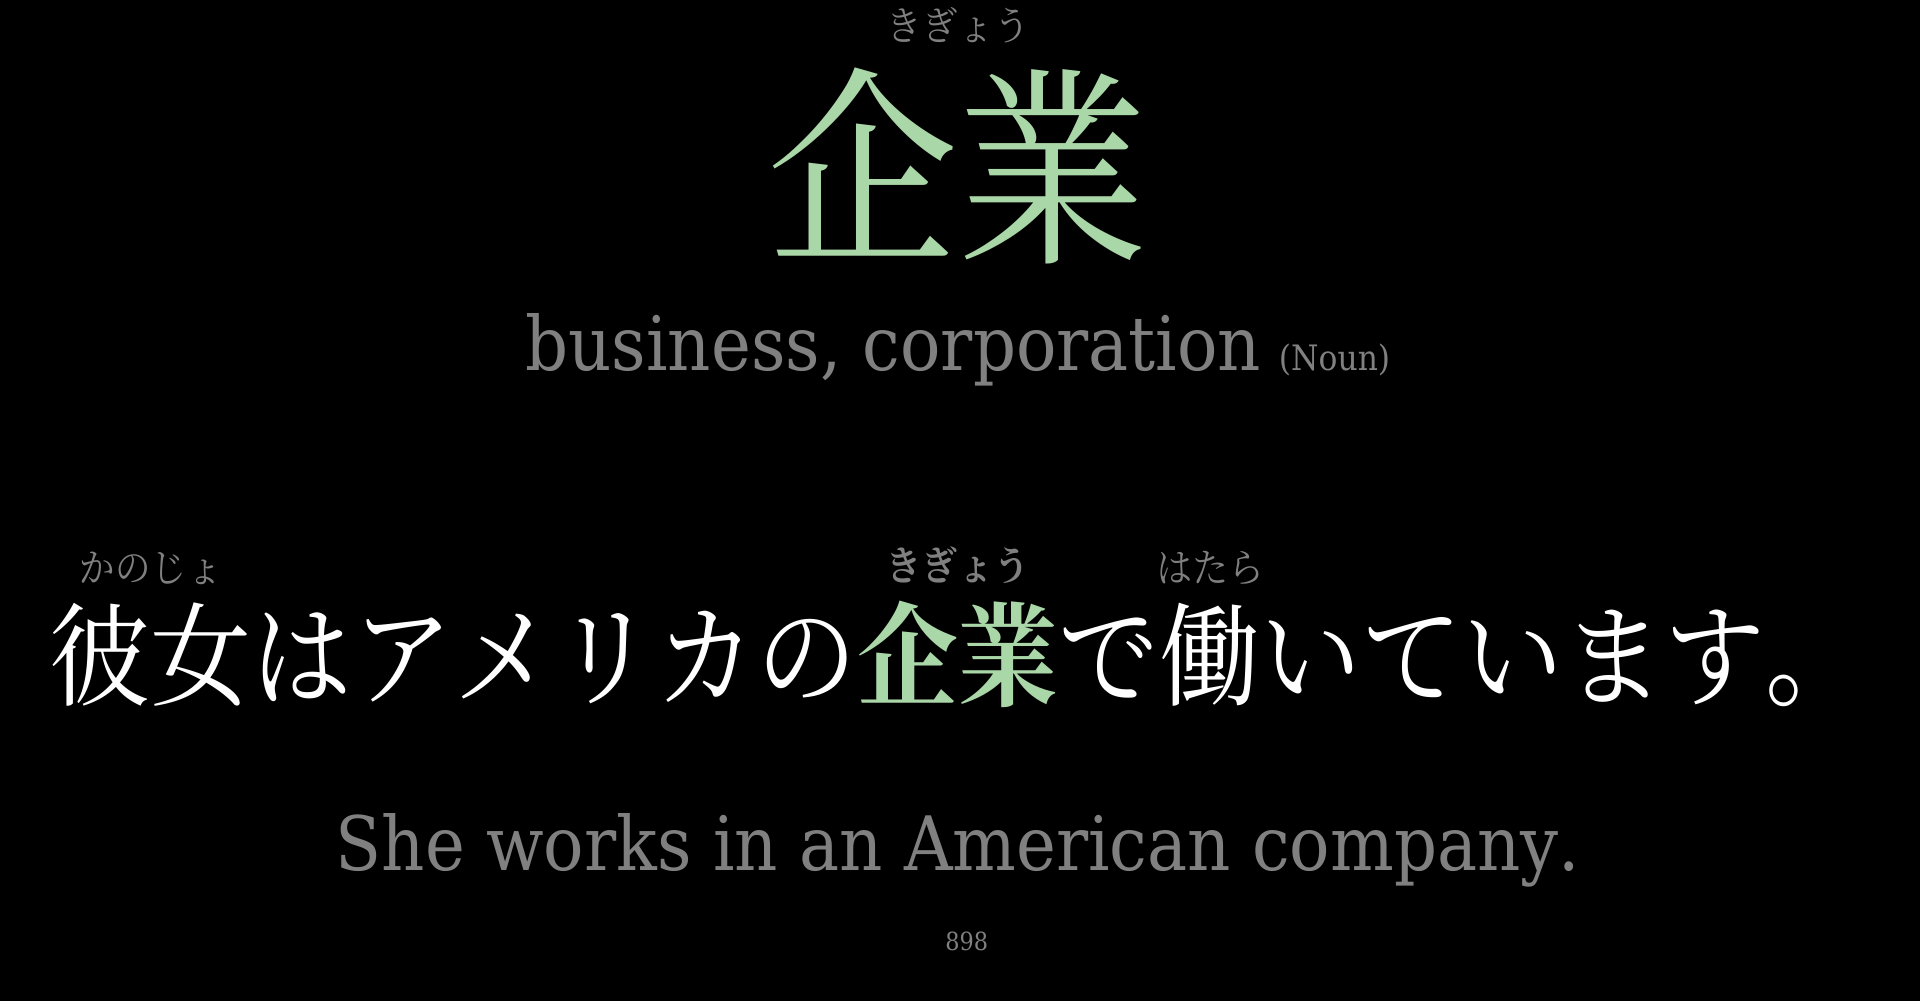 きぎょう
企業
business, corporation (Noun)
かのじょ きぎょう はたら
彼女はアメリカの企業で働いています。
She works in an American company.
898